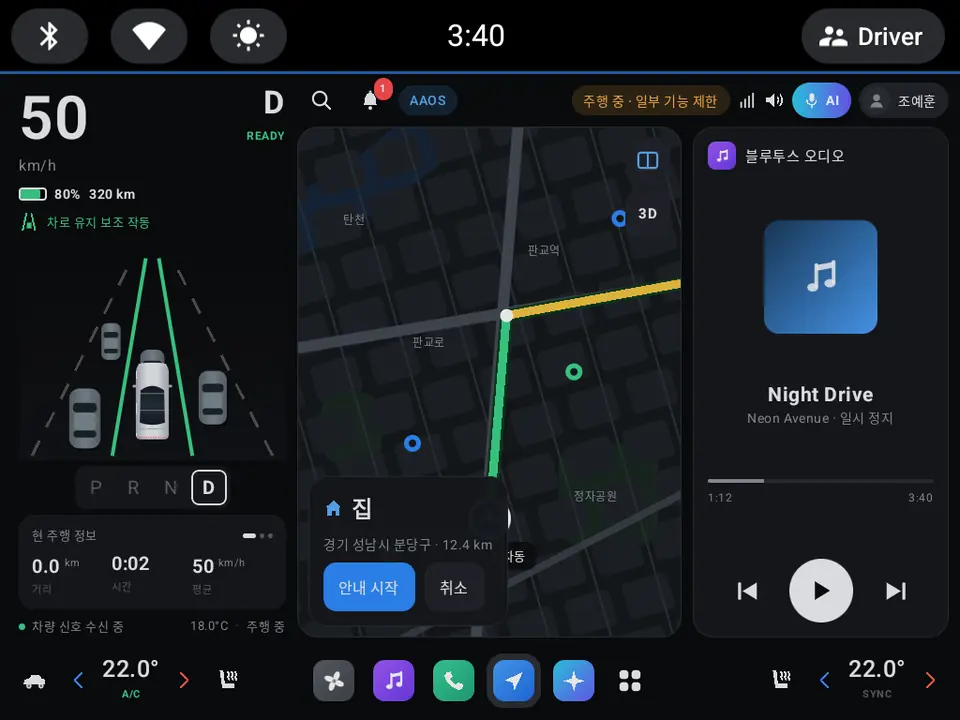 3:40
Driver
50
D
READY
km/h
80% 320 km
차로 유지 보조 작동
P R N D
현 주행 정보
0.0 km
거리
0:02
시간
50 km/h
평균
차량 신호 수신 중
18.0°C · 주행 중
1
AAOS
주행 중 · 일부 기능 제한
AI
조예훈
3D
탄천
판교역
판교로
정자공원
집
경기 성남시 분당구 · 12.4 km
안내 시작
취소
블루투스 오디오
Night Drive
Neon Avenue · 일시 정지
1:12
3:40
22.0°
A/C
22.0°
SYNC